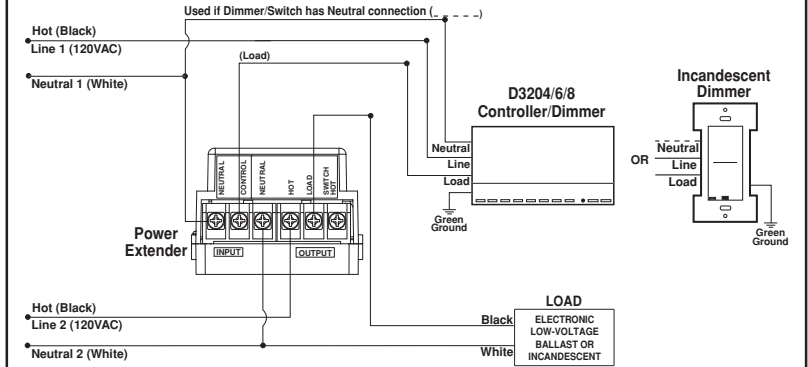 Used if Dimmer/Switch has Neutral connection (_ _ _ _ _)
Hot (Black)
Line 1 (120VAC)
Neutral 1 (White)
(Load)
D3204/6/8
Controller/Dimmer
Incandescent
Dimmer
Neutral
Line
Load
Green
Ground
OR
Neutral
Line
Load
Green
Ground
NEUTRAL
CONTROL
NEUTRAL
HOT
LOAD
SWITCH
HOT
Power
Extender
INPUT
OUTPUT
Hot (Black)
Line 2 (120VAC)
Neutral 2 (White)
LOAD
Black
White
ELECTRONIC
LOW-VOLTAGE
BALLAST OR
INCANDESCENT